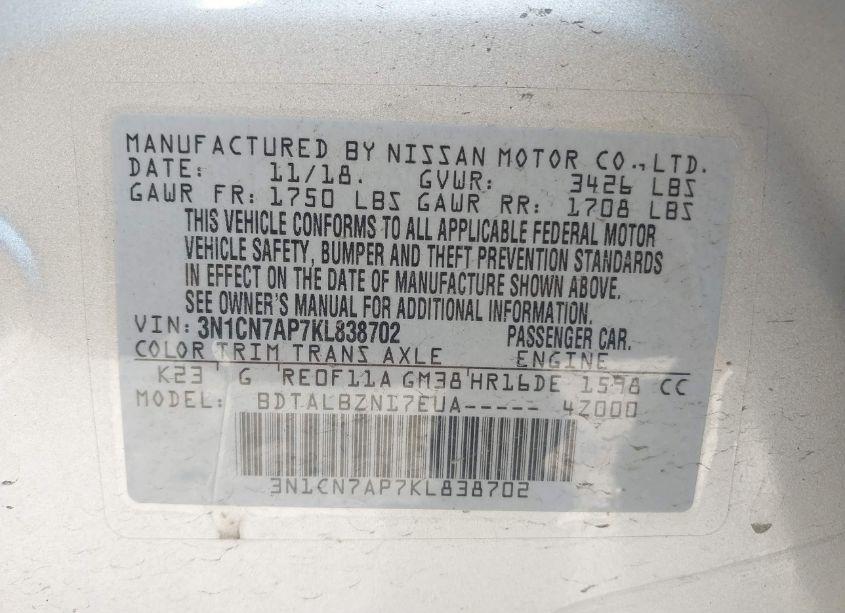 MANUFACTURED BY NISSAN MOTOR CO.,LTD.
DATE: 11/18. GVWR: 3426 LBS
GAWR FR: 1750 LBS GAWR RR: 1708 LBS
THIS VEHICLE CONFORMS TO ALL APPLICABLE FEDERAL MOTOR
VEHICLE SAFETY, BUMPER AND THEFT PREVENTION STANDARDS
IN EFFECT ON THE DATE OF MANUFACTURE SHOWN ABOVE.
SEE OWNER'S MANUAL FOR ADDITIONAL INFORMATION.
VIN: 3N1CN7AP7KL838702 PASSENGER CAR.
COLOR TRIM TRANS AXLE ENGINE
K23 G RE0F11A GM38 HR16DE 1598 CC
MODEL: BDTALBZN17EUA----- 4Z000
3N1CN7AP7KL838702